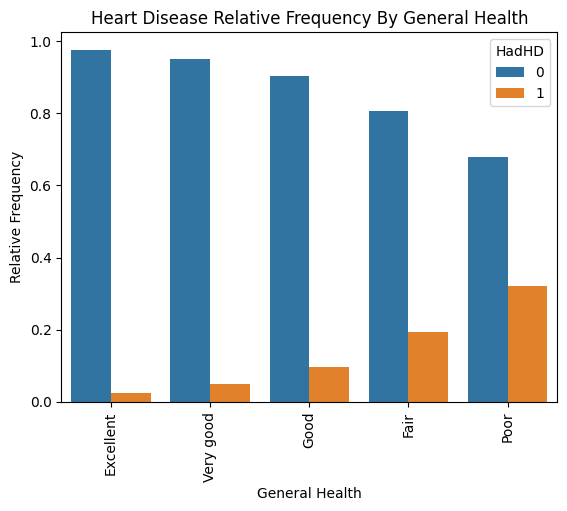 Heart Disease Relative Frequency By General Health
HadHD
0
1
Relative Frequency
1.0
0.8
0.6
0.4
0.2
0.0
Excellent
Very good
Good
Fair
Poor
General Health